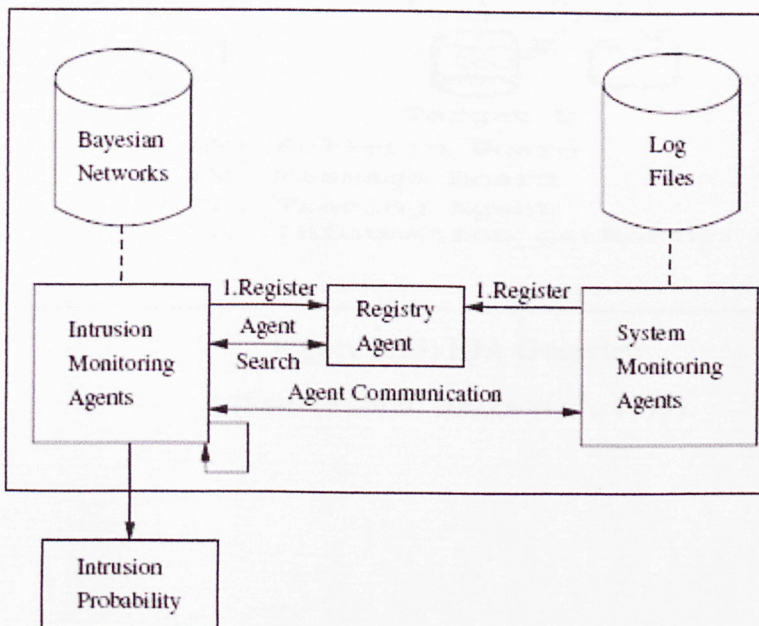 Bayesian
Networks
Log
Files
1.Register
1.Register
Intrusion
Monitoring
Agents
Agent
Search
Registry
Agent
System
Monitoring
Agents
Agent Communication
Intrusion
Probability